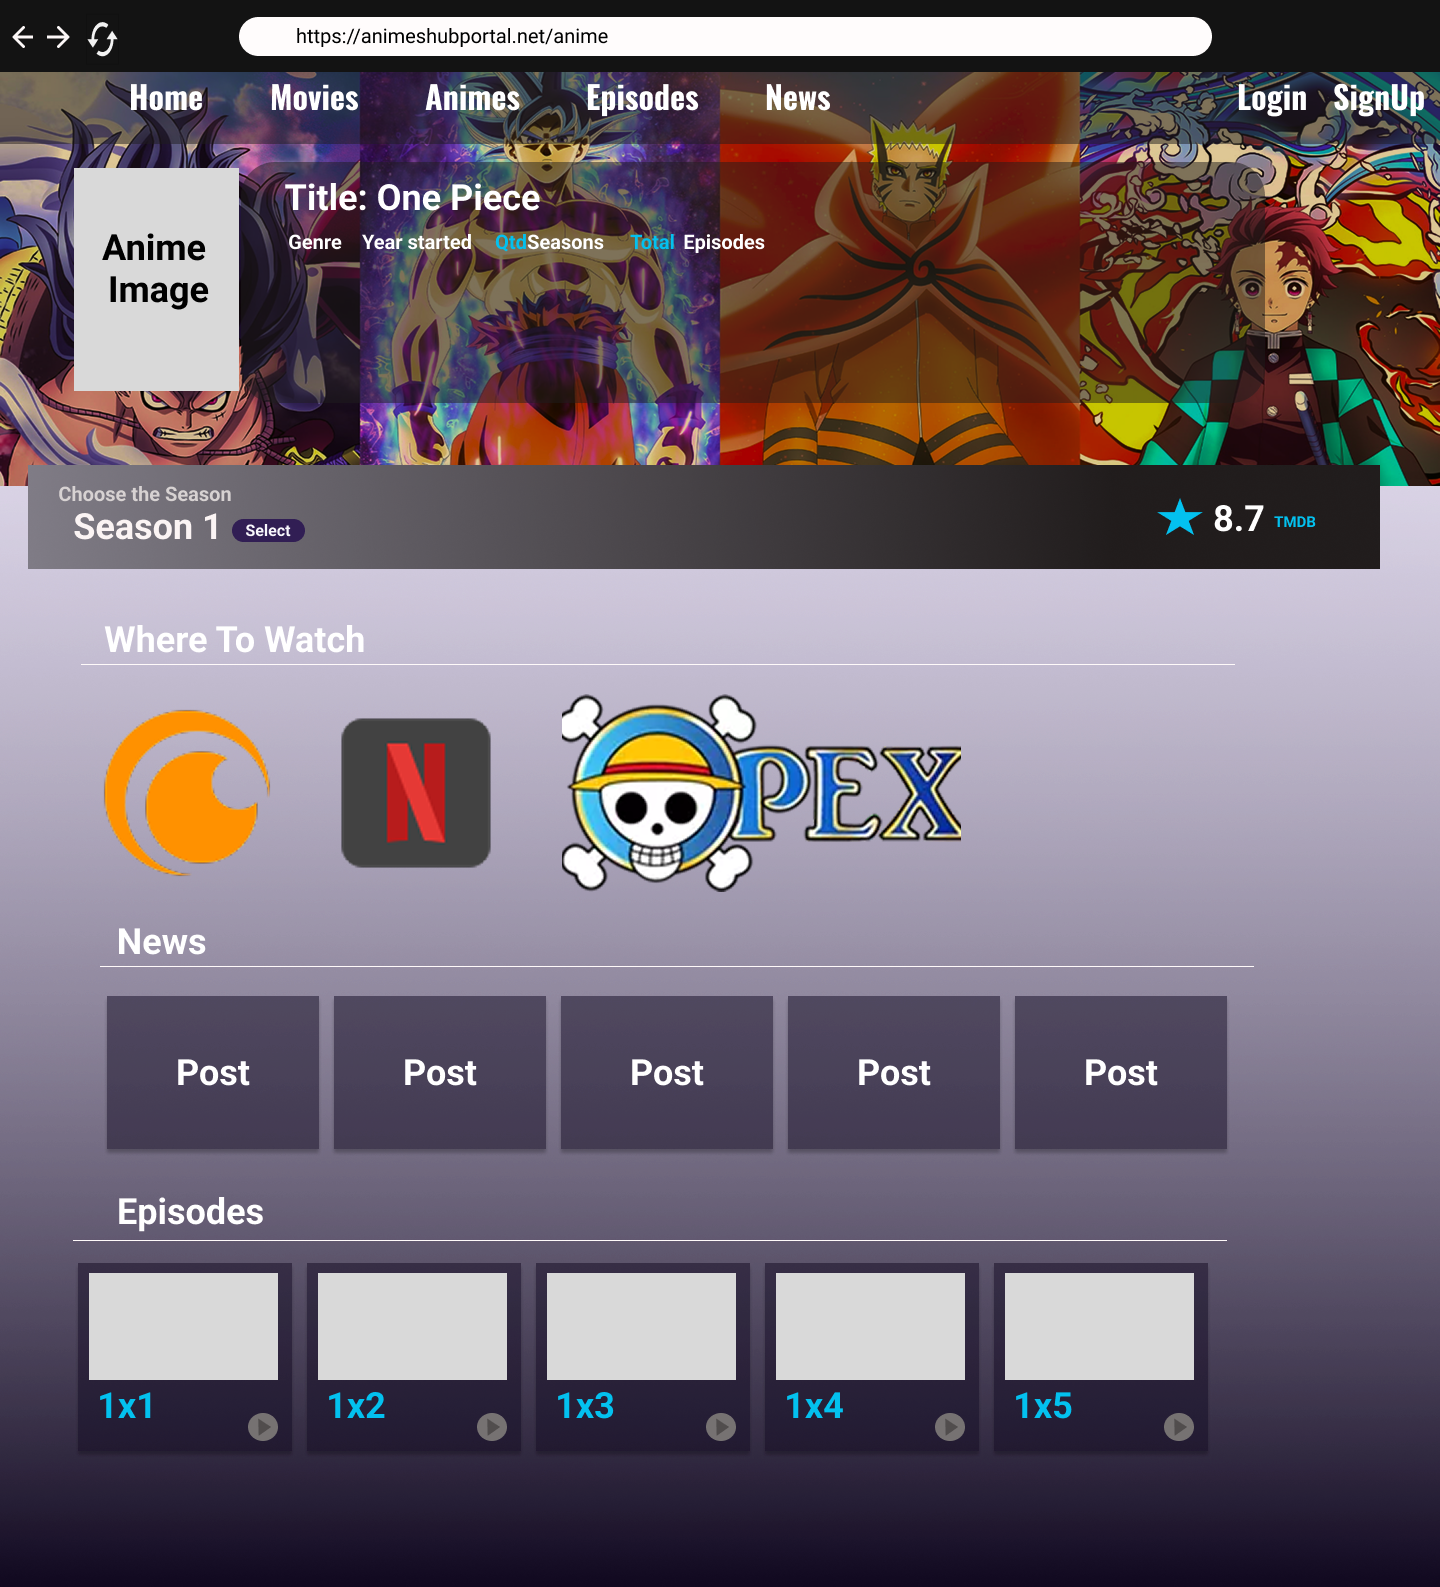 https://animeshubportal.net/anime
Home Movies Animes Episodes News Login SignUp
Anime
Image
Title: One Piece
Genre Year started QtdSeasons Total Episodes
Choose the Season
Season 1 Select
8.7 TMDB
Where To Watch
N
PEX
News
Post Post Post Post Post
Episodes
1x1 1x2 1x3 1x4 1x5